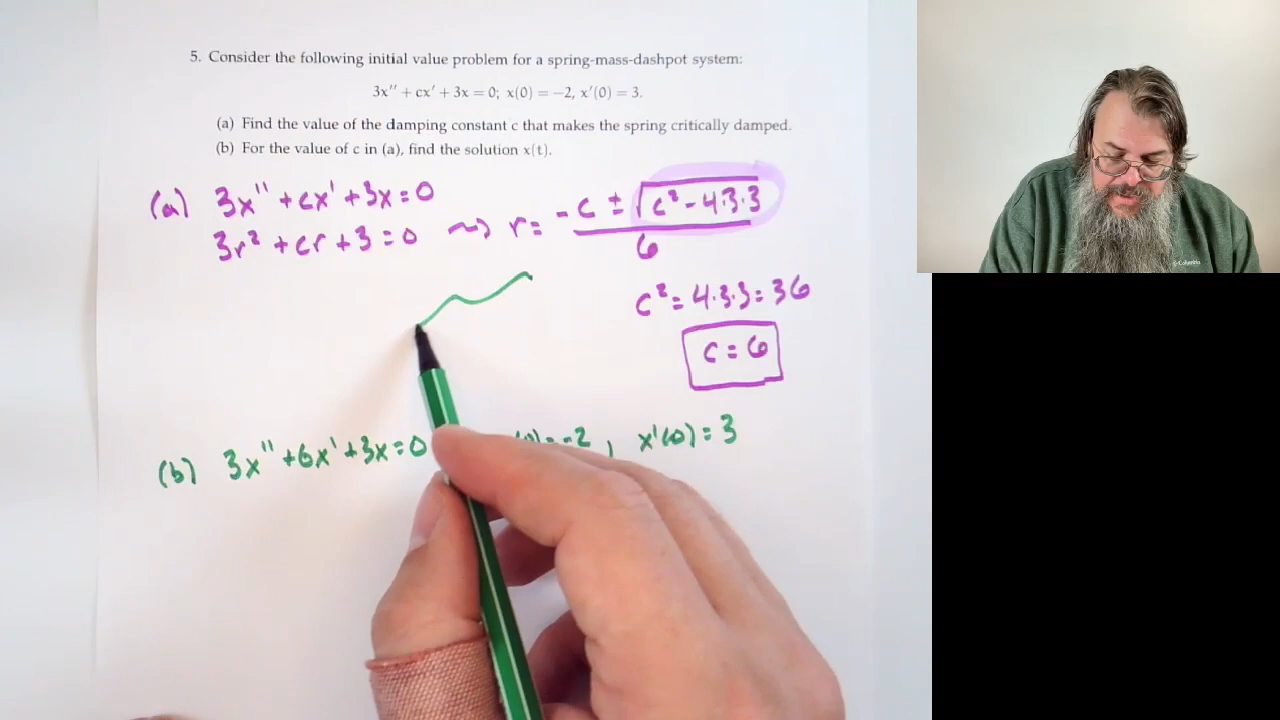 5. Consider the following initial value problem for a spring-mass-dashpot system:
3x'' + cx' + 3x = 0; x(0) = −2, x'(0) = 3.
(a) Find the value of the damping constant c that makes the spring critically damped.
(b) For the value of c in (a), find the solution x(t).
(a) 3x'' + cx' + 3x = 0
3r² + cr + 3 = 0 ⇝ r = (-c ± √(c² - 4·3·3))/6
c² = 4·3·3 = 36
c = 6
(b) 3x'' + 6x' + 3x = 0 (0) = -2, x'(0) = 3
Columbia